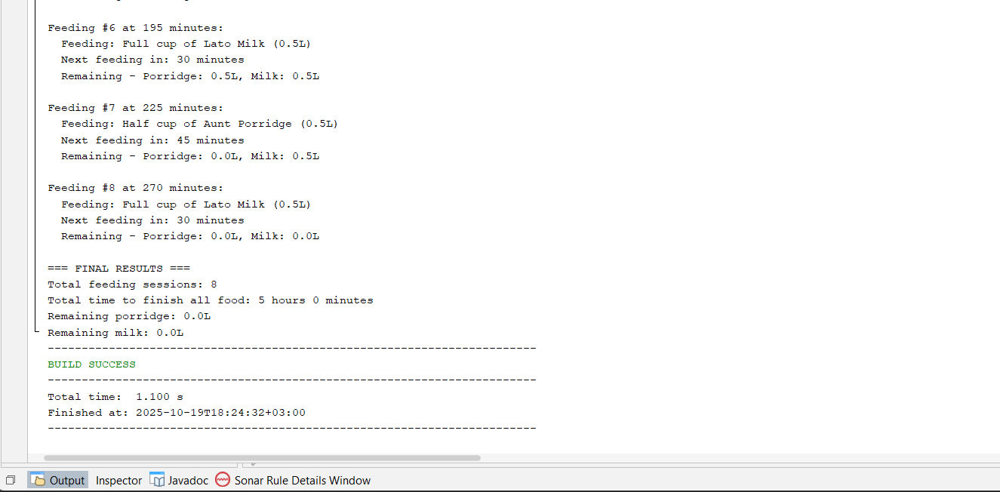 Feeding #6 at 195 minutes:
Feeding: Full cup of Lato Milk (0.5L)
Next feeding in: 30 minutes
Remaining - Porridge: 0.5L, Milk: 0.5L
Feeding #7 at 225 minutes:
Feeding: Half cup of Aunt Porridge (0.5L)
Next feeding in: 45 minutes
Remaining - Porridge: 0.0L, Milk: 0.5L
Feeding #8 at 270 minutes:
Feeding: Full cup of Lato Milk (0.5L)
Next feeding in: 30 minutes
Remaining - Porridge: 0.0L, Milk: 0.0L
=== FINAL RESULTS ===
Total feeding sessions: 8
Total time to finish all food: 5 hours 0 minutes
Remaining porridge: 0.0L
Remaining milk: 0.0L
------------------------------------------------------------------------
BUILD SUCCESS
------------------------------------------------------------------------
Total time:  1.100 s
Finished at: 2025-10-19T18:24:32+03:00
------------------------------------------------------------------------
Output Inspector Javadoc Sonar Rule Details Window